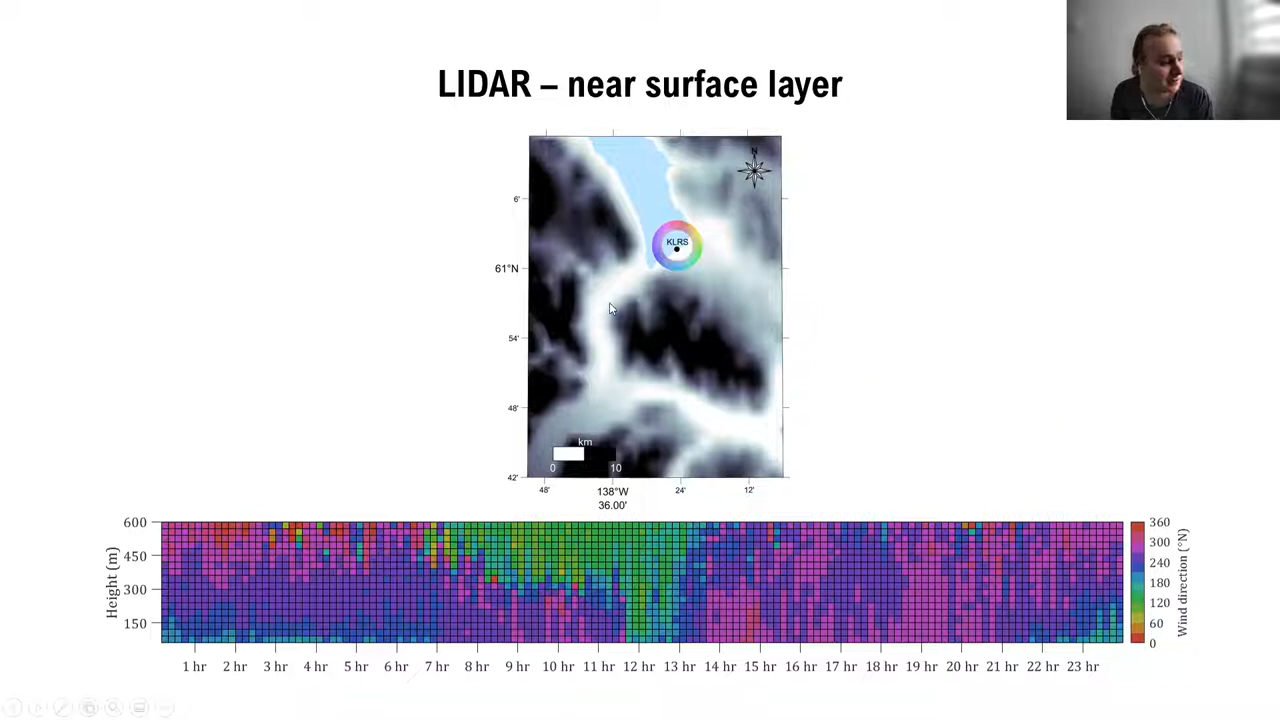 LIDAR – near surface layer
N
6'
KLRS
61°N
54'
48'
km
0 10
42'
48' 138°W 24' 12'
36.00'
600 360
300
450 240
Height (m) Wind direction (°N)
300 180
120
150 60
0
1 hr 2 hr 3 hr 4 hr 5 hr 6 hr 7 hr 8 hr 9 hr 10 hr 11 hr 12 hr 13 hr 14 hr 15 hr 16 hr 17 hr 18 hr 19 hr 20 hr 21 hr 22 hr 23 hr